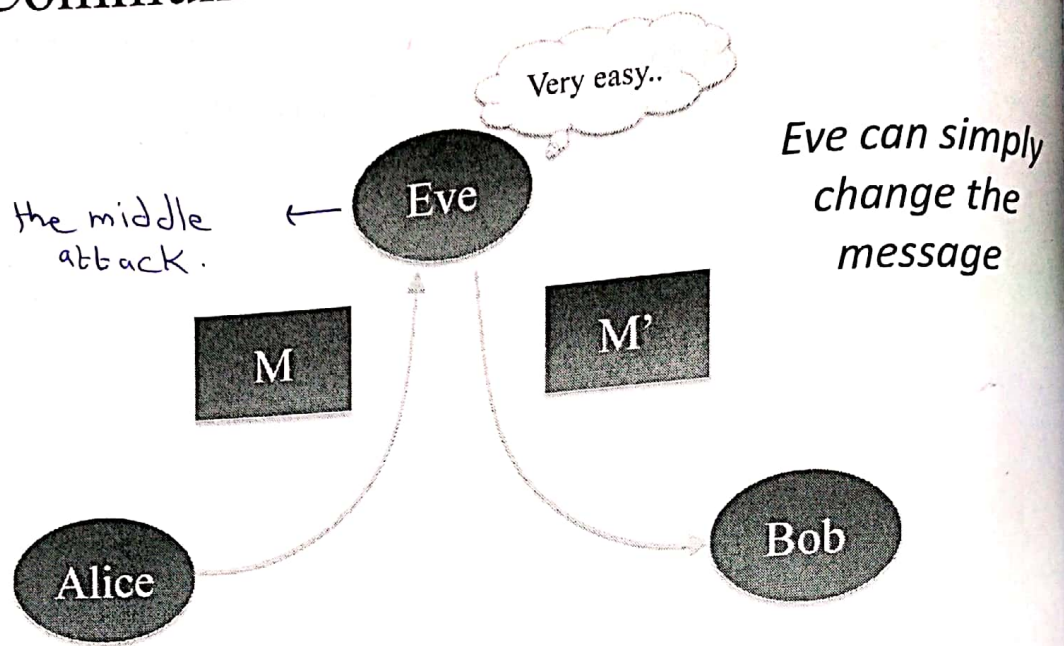 Very easy..
Eve can simply
change the
message
Eve
the middle
attack.
M
M’
Alice
Bob